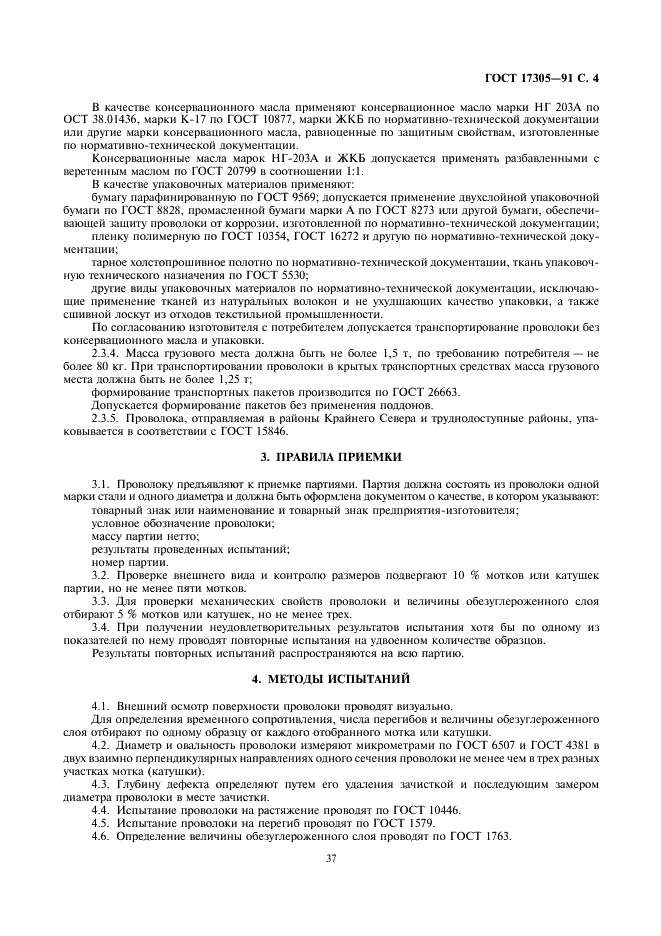 ГОСТ 17305—91 С. 4
В качестве консервационного масла применяют консервационное масло марки НГ 203А по
ОСТ 38.01436, марки К-17 по ГОСТ 10877, марки ЖКБ по нормативно-технической документации
или другие марки консервационного масла, равноценные по защитным свойствам, изготовленные
по нормативно-технической документации.
Консервационные масла марок НГ-203А и ЖКБ допускается применять разбавленными с
веретенным маслом по ГОСТ 20799 в соотношении 1:1.
В качестве упаковочных материалов применяют:
бумагу парафинированную по ГОСТ 9569; допускается применение двухслойной упаковочной
бумаги по ГОСТ 8828, промасленной бумаги марки А по ГОСТ 8273 или другой бумаги, обеспечи-
вающей защиту проволоки от коррозии, изготовленной по нормативно-технической документации;
пленку полимерную по ГОСТ 10354, ГОСТ 16272 и другую по нормативно-технической доку-
ментации;
тарное холстопрошивное полотно по нормативно-технической документации, ткань упаковоч-
ную технического назначения по ГОСТ 5530;
другие виды упаковочных материалов по нормативно-технической документации, исключаю-
щие применение тканей из натуральных волокон и не ухудшающих качество упаковки, а также
сшивной лоскут из отходов текстильной промышленности.
По согласованию изготовителя с потребителем допускается транспортирование проволоки без
консервационного масла и упаковки.
2.3.4. Масса грузового места должна быть не более 1,5 т, по требованию потребителя — не
более 80 кг. При транспортировании проволоки в крытых транспортных средствах масса грузового
места должна быть не более 1,25 т;
формирование транспортных пакетов производится по ГОСТ 26663.
Допускается формирование пакетов без применения поддонов.
2.3.5. Проволока, отправляемая в районы Крайнего Севера и труднодоступные районы, упа-
ковывается в соответствии с ГОСТ 15846.
3. ПРАВИЛА ПРИЕМКИ
3.1. Проволоку предъявляют к приемке партиями. Партия должна состоять из проволоки одной
марки стали и одного диаметра и должна быть оформлена документом о качестве, в котором указывают:
товарный знак или наименование и товарный знак предприятия-изготовителя;
условное обозначение проволоки;
массу партии нетто;
результаты проведенных испытаний;
номер партии.
3.2. Проверке внешнего вида и контролю размеров подвергают 10 % мотков или катушек
партии, но не менее пяти мотков.
3.3. Для проверки механических свойств проволоки и величины обезуглероженного слоя
отбирают 5 % мотков или катушек, но не менее трех.
3.4. При получении неудовлетворительных результатов испытания хотя бы по одному из
показателей по нему проводят повторные испытания на удвоенном количестве образцов.
Результаты повторных испытаний распространяются на всю партию.
4. МЕТОДЫ ИСПЫТАНИЙ
4.1. Внешний осмотр поверхности проволоки проводят визуально.
Для определения временного сопротивления, числа перегибов и величины обезуглероженного
слоя отбирают по одному образцу от каждого отобранного мотка или катушки.
4.2. Диаметр и овальность проволоки измеряют микрометрами по ГОСТ 6507 и ГОСТ 4381 в
двух взаимно перпендикулярных направлениях одного сечения проволоки не менее чем в трех разных
участках мотка (катушки).
4.3. Глубину дефекта определяют путем его удаления зачисткой и последующим замером
диаметра проволоки в месте зачистки.
4.4. Испытание проволоки на растяжение проводят по ГОСТ 10446.
4.5. Испытание проволоки на перегиб проводят по ГОСТ 1579.
4.6. Определение величины обезуглероженного слоя проводят по ГОСТ 1763.
37